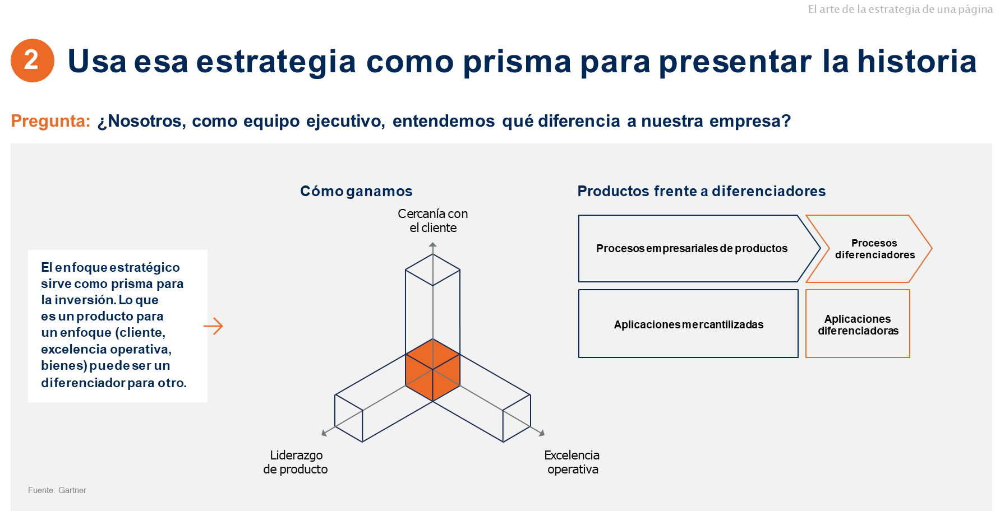 El arte de la estrategia de una página
2
Usa esa estrategia como prisma para presentar la historia
Pregunta: ¿Nosotros, como equipo ejecutivo, entendemos qué diferencia a nuestra empresa?
El enfoque estratégico
sirve como prisma para
la inversión. Lo que
es un producto para
un enfoque (cliente,
excelencia operativa,
bienes) puede ser un
diferenciador para otro.
Cómo ganamos
Cercanía con
el cliente
Liderazgo
de producto
Excelencia
operativa
Productos frente a diferenciadores
Procesos empresariales de productos
Procesos
diferenciadores
Aplicaciones mercantilizadas
Aplicaciones
diferenciadoras
Fuente: Gartner